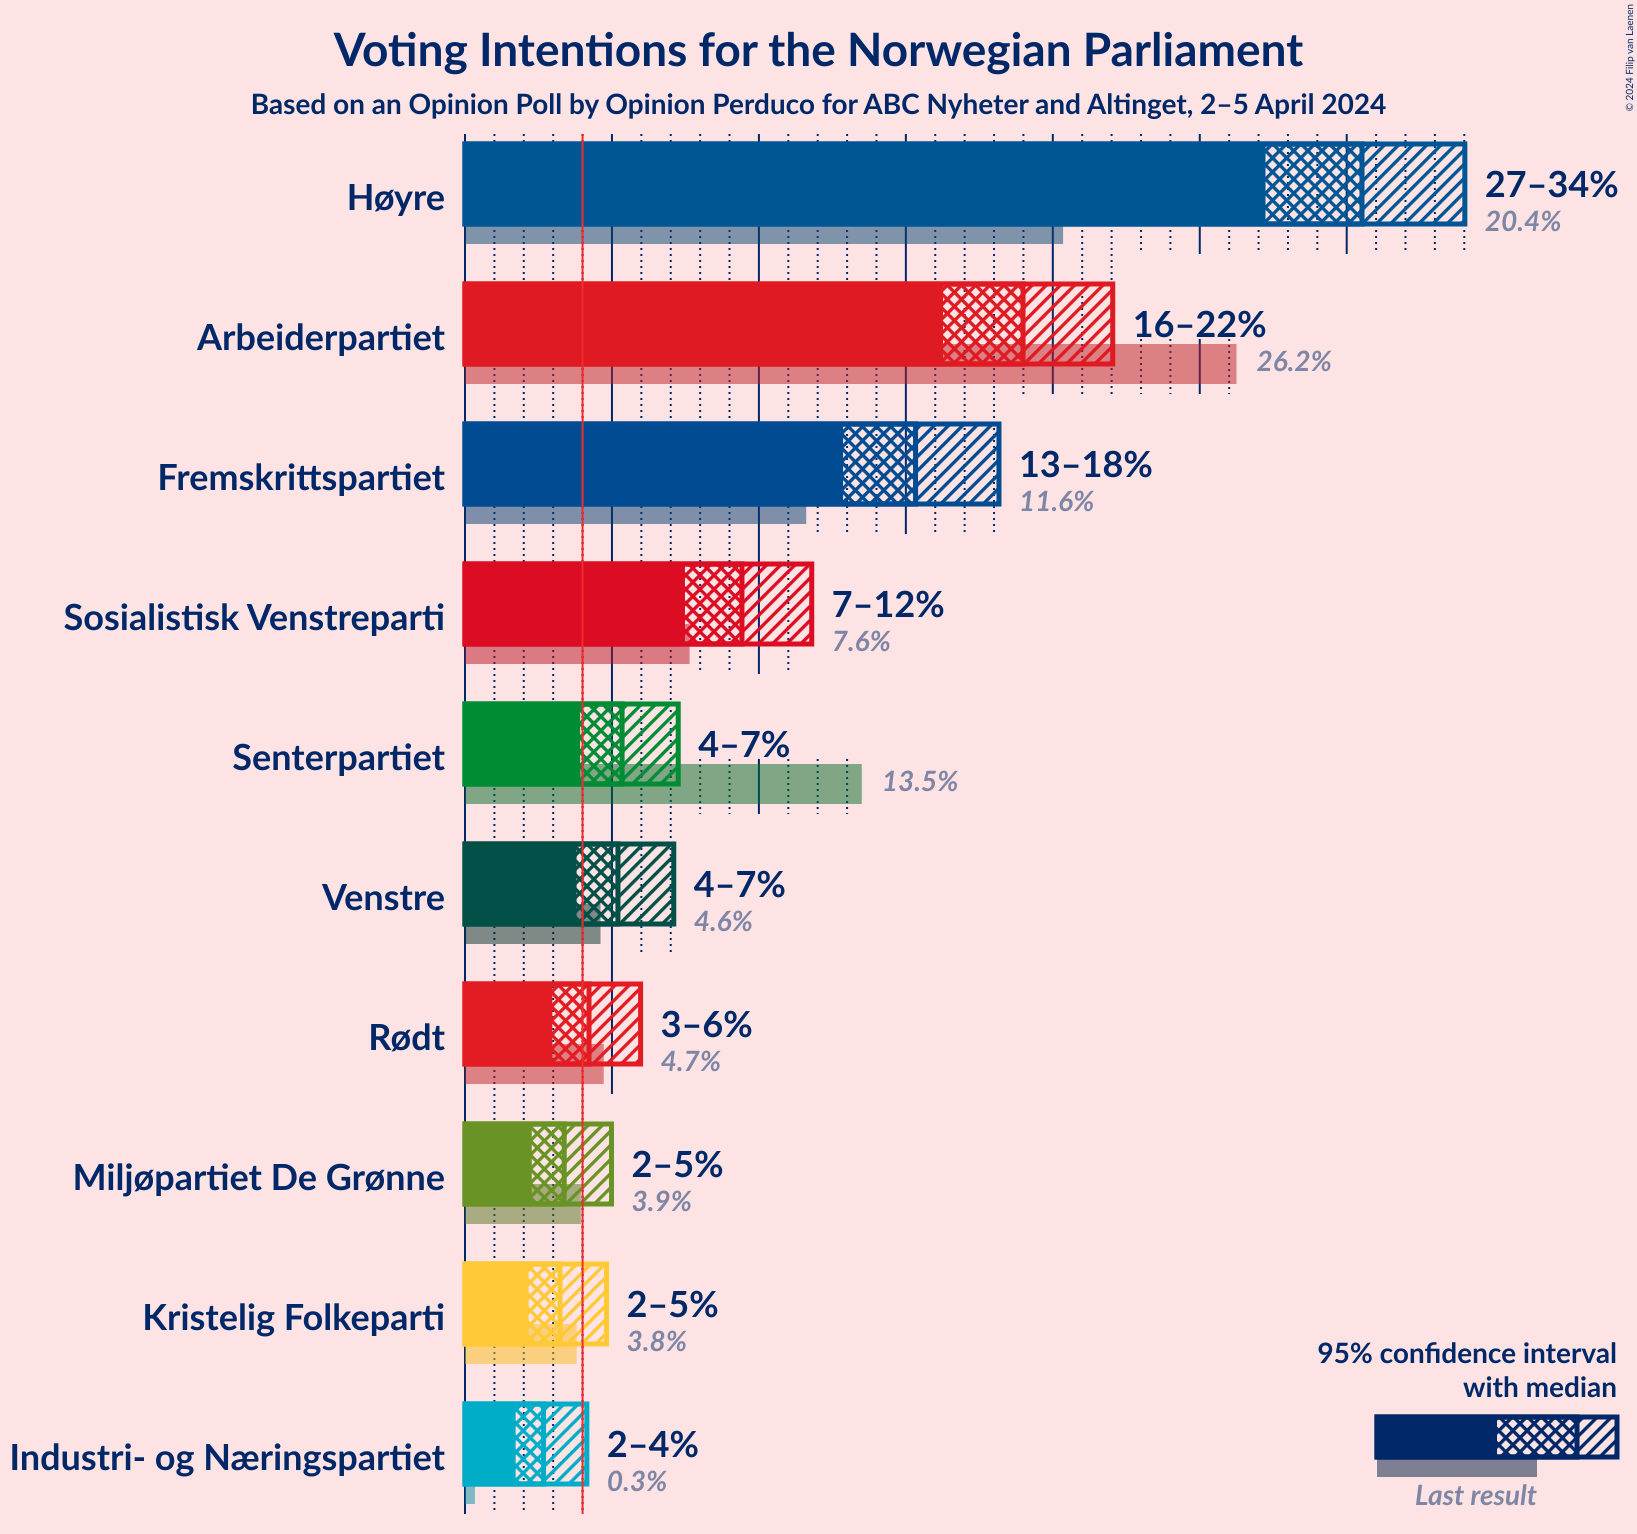 Voting Intentions for the Norwegian Parliament
Based on an Opinion Poll by Opinion Perduco for ABC Nyheter and Altinget, 2–5 April 2024
© 2024 Filip van Laenen
Høyre
27–34%
20.4%
Arbeiderpartiet
16–22%
26.2%
Fremskrittspartiet
13–18%
11.6%
Sosialistisk Venstreparti
7–12%
7.6%
Senterpartiet
4–7%
13.5%
Venstre
4–7%
4.6%
Rødt
3–6%
4.7%
Miljøpartiet De Grønne
2–5%
3.9%
Kristelig Folkeparti
2–5%
3.8%
Industri- og Næringspartiet
2–4%
0.3%
95% confidence interval
with median
Last result